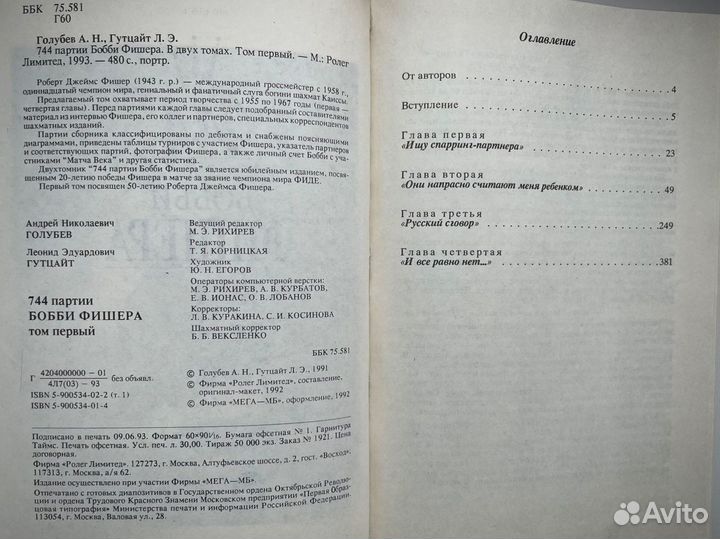 ББК 75.581
Г60
Голубев А. Н., Гутцайт Л. Э.
744 партии Бобби Фишера. В двух томах. Том первый. — М.: Ролег
Лимитед, 1993. — 480 с., портр.
Роберт Джеймс Фишер (1943 г. р.) — международный гроссмейстер с 1958 г.,
одиннадцатый чемпион мира, гениальный и фанатичный слуга богини шахмат Каиссы.
Предлагаемый том охватывает период творчества с 1955 по 1967 годы (первая —
четвертая главы). Перед партиями каждой главы следует подобранный составителями
материал из интервью Фишера, его коллег и партнеров, специальных корреспондентов
шахматных изданий.
Партии сборника классифицированы по дебютам и снабжены поясняющими
диаграммами, приведены таблицы турниров с участием Фишера, указатель партнеров
и соответствующих партий, фотографии Фишера, а также личный счет Бобби с уча-
стниками "Матча Века" и другая статистика.
Двухтомник "744 партии Бобби Фишера" является юбилейным изданием, посвя-
щенным 20-летию победы Фишера в матче за звание чемпиона мира ФИДЕ.
Первый том посвящен 50-летию Роберта Джеймса Фишера.
Андрей Николаевич
ГОЛУБЕВ
Леонид Эдуардович
ГУТЦАЙТ
744 партии
БОББИ ФИШЕРА
том первый
Ведущий редактор
М. Э. РИХИРЕВ
Редактор
Т. Я. КОРНИЦКАЯ
Художник
Ю. Н. ЕГОРОВ
Операторы компьютерной верстки:
М. Э. РИХИРЕВ, А. В. КУРБАТОВ,
Е. В. ИОНАС, О. В. ЛОБАНОВ
Корректоры:
Л. В. КУРАКИНА, С. И. КОСИНОВА
Шахматный корректор
Б. Б. ВЕКСЛЕНКО
ББК 75.581
Г 4204000000 — 01
4Л7(03) — 93 без объявл.
ISBN 5-900534-02-2 (т. 1)
ISBN 5-900534-01-4
© Голубев А. Н., Гутцайт Л. Э., 1991
© Фирма «Ролег Лимитед», составление,
оригинал-макет, 1992
© Фирма «МЕГА—МБ», оформление, 1992
Подписано в печать 09.06.93. Формат 60×90 1/16. Бумага офсетная № 1. Гарнитура
Таймс. Печать офсетная. Усл. печ. л. 30,00. Тираж 50 000 экз. Заказ № 1921. Цена
договорная.
Фирма «Ролег Лимитед». 127273, г. Москва, Алтуфьевское шоссе, д. 2, гост. «Восход».
117313, г. Москва, а/я 62.
Издание осуществлено при участии Фирмы «МЕГА—МБ».
Отпечатано с готовых диапозитивов в Государственном ордена Октябрьской Револю-
ции и ордена Трудового Красного Знамени Московском предприятии "Первая Образ-
цовая типография" Министерства печати и информации Российской Федерации.
113054, г. Москва, Валовая ул., 28.
Оглавление
От авторов . . . . . . . . . . . . . . . . 4
Вступление . . . . . . . . . . . . . . . . 5
Глава первая
«Ищу спарринг-партнера» . . . . . . . . . . . . 23
Глава вторая
«Они напрасно считают меня ребенком» . . . . . . . . 49
Глава третья
«Русский сговор» . . . . . . . . . . . . . . 249
Глава четвертая
«И все равно нет...» . . . . . . . . . . . . . 381
Avito